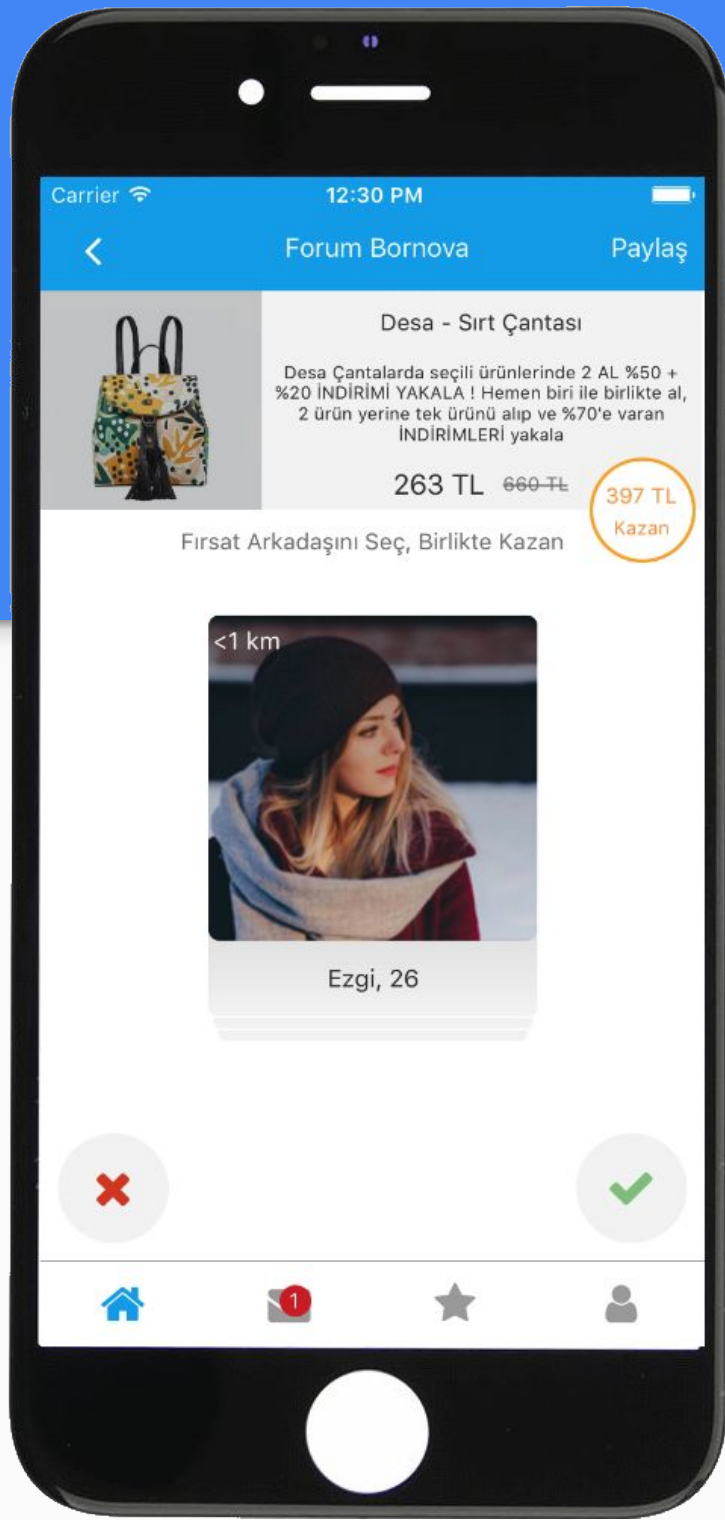 Carrier
12:30 PM
Forum Bornova
Paylaş
Desa - Sırt Çantası
Desa Çantalarda seçili ürünlerinde 2 AL %50 +
%20 İNDİRİMİ YAKALA ! Hemen biri ile birlikte al,
2 ürün yerine tek ürünü alıp ve %70'e varan
İNDİRİMLERİ yakala
263 TL 660 TL
397 TL
Kazan
Fırsat Arkadaşını Seç, Birlikte Kazan
<1 km
Ezgi, 26
1